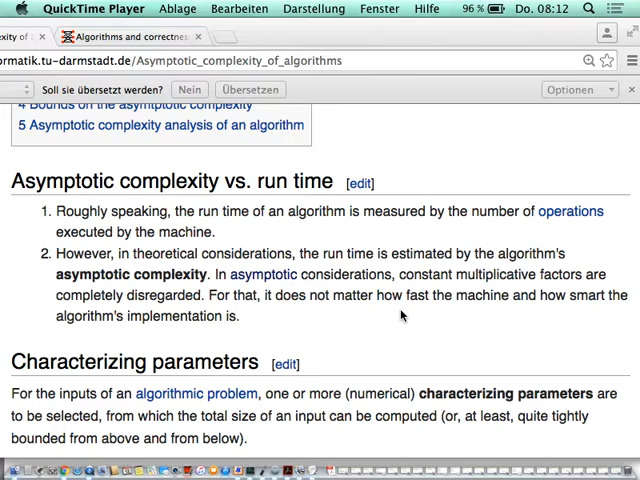 QuickTime Player Ablage Bearbeiten Darstellung Fenster Hilfe 96 % Do. 08:12
exity of a × Algorithms and correctnes ×
ormatik.tu-darmstadt.de/Asymptotic_complexity_of_algorithms
Soll sie übersetzt werden? Nein Übersetzen Optionen ×
4 Bounds on the asymtptotic complexity
5 Asymptotic complexity analysis of an algorithm
Asymptotic complexity vs. run time [edit]
1. Roughly speaking, the run time of an algorithm is measured by the number of operations
executed by the machine.
2. However, in theoretical considerations, the run time is estimated by the algorithm's
asymptotic complexity. In asymptotic considerations, constant multiplicative factors are
completely disregarded. For that, it does not matter how fast the machine and how smart the
algorithm's implementation is.
Characterizing parameters [edit]
For the inputs of an algorithmic problem, one or more (numerical) characterizing parameters are
to be selected, from which the total size of an input can be computed (or, at least, quite tightly
bounded from above and from below).